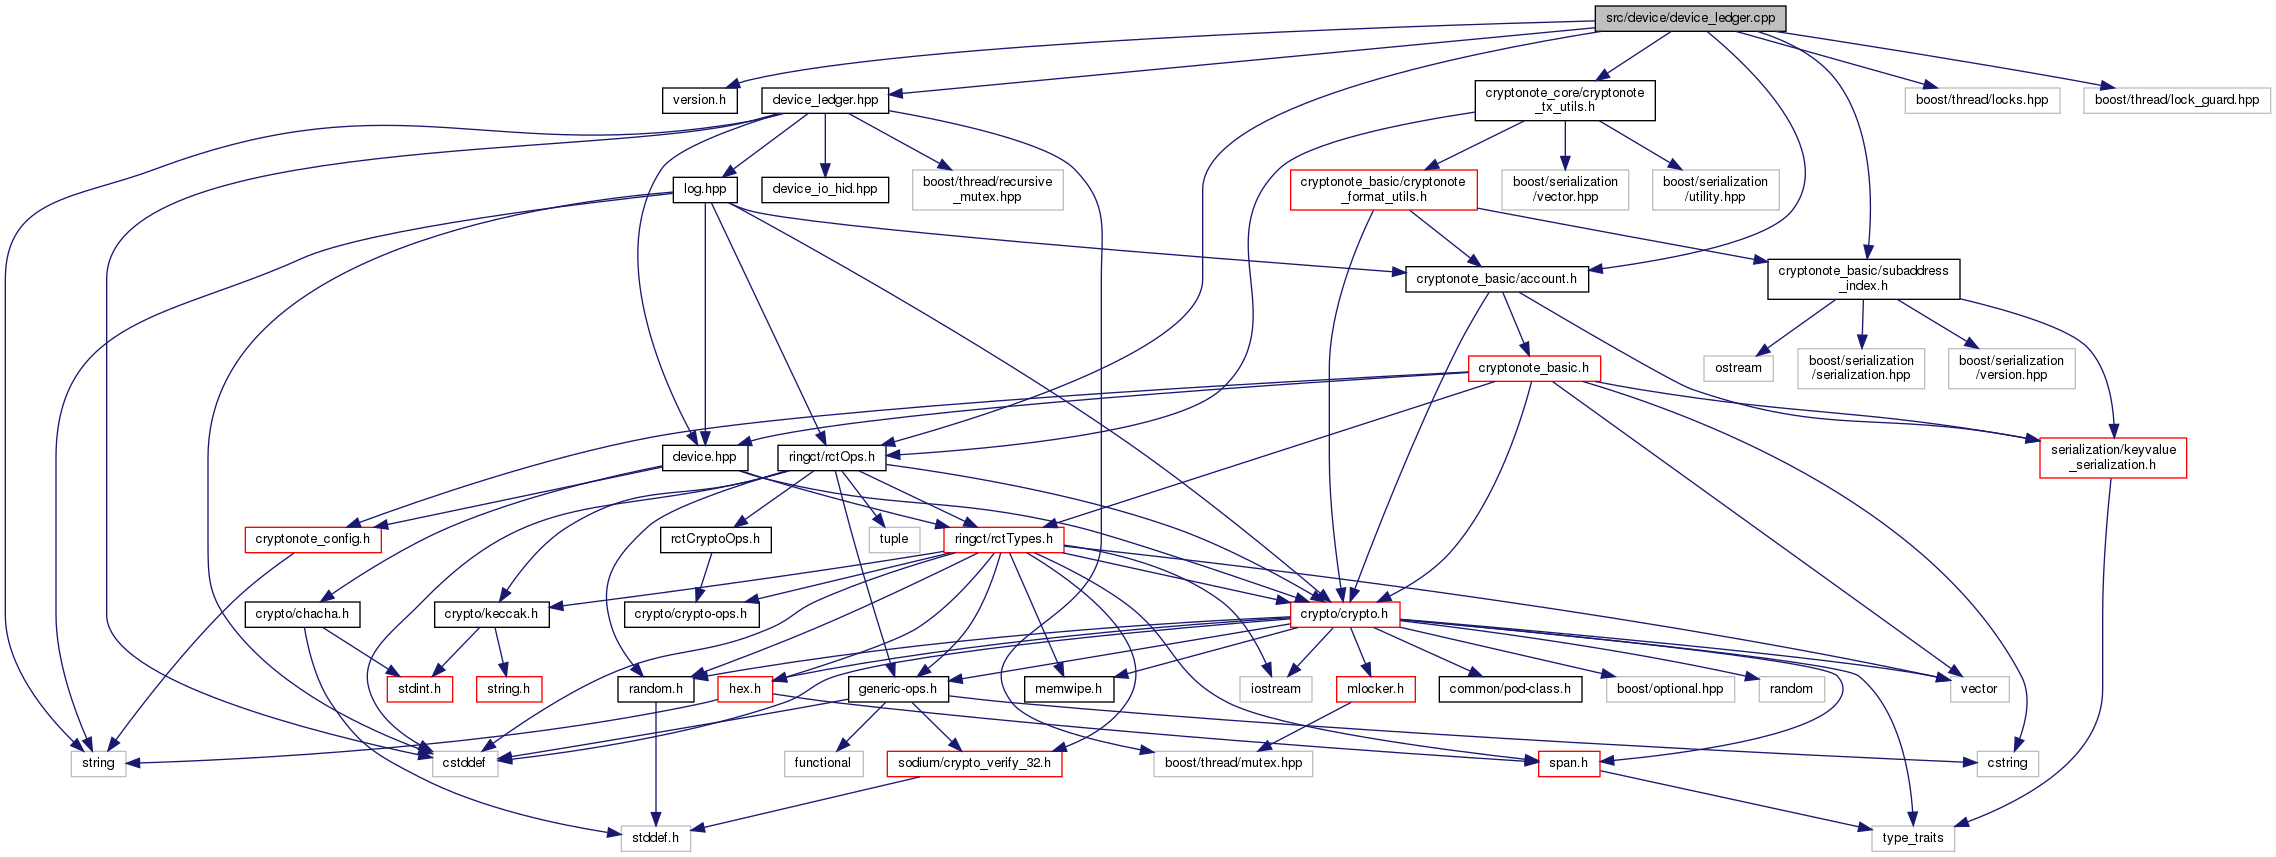 src/device/device_ledger.cpp
version.h
device_ledger.hpp
cryptonote_core/cryptonote
_tx_utils.h
boost/thread/locks.hpp
boost/thread/lock_guard.hpp
log.hpp
device_io_hid.hpp
boost/thread/recursive
_mutex.hpp
cryptonote_basic/cryptonote
_format_utils.h
boost/serialization
/vector.hpp
boost/serialization
/utility.hpp
cryptonote_basic/account.h
cryptonote_basic/subaddress
_index.h
cryptonote_basic.h
ostream
boost/serialization
/serialization.hpp
boost/serialization
/version.hpp
device.hpp
ringct/rctOps.h
serialization/keyvalue
_serialization.h
cryptonote_config.h
rctCryptoOps.h
tuple
ringct/rctTypes.h
crypto/chacha.h
crypto/keccak.h
crypto/crypto-ops.h
crypto/crypto.h
stdint.h
string.h
random.h
hex.h
generic-ops.h
memwipe.h
iostream
mlocker.h
common/pod-class.h
boost/optional.hpp
random
vector
string
cstddef
functional
sodium/crypto_verify_32.h
boost/thread/mutex.hpp
span.h
cstring
stddef.h
type_traits